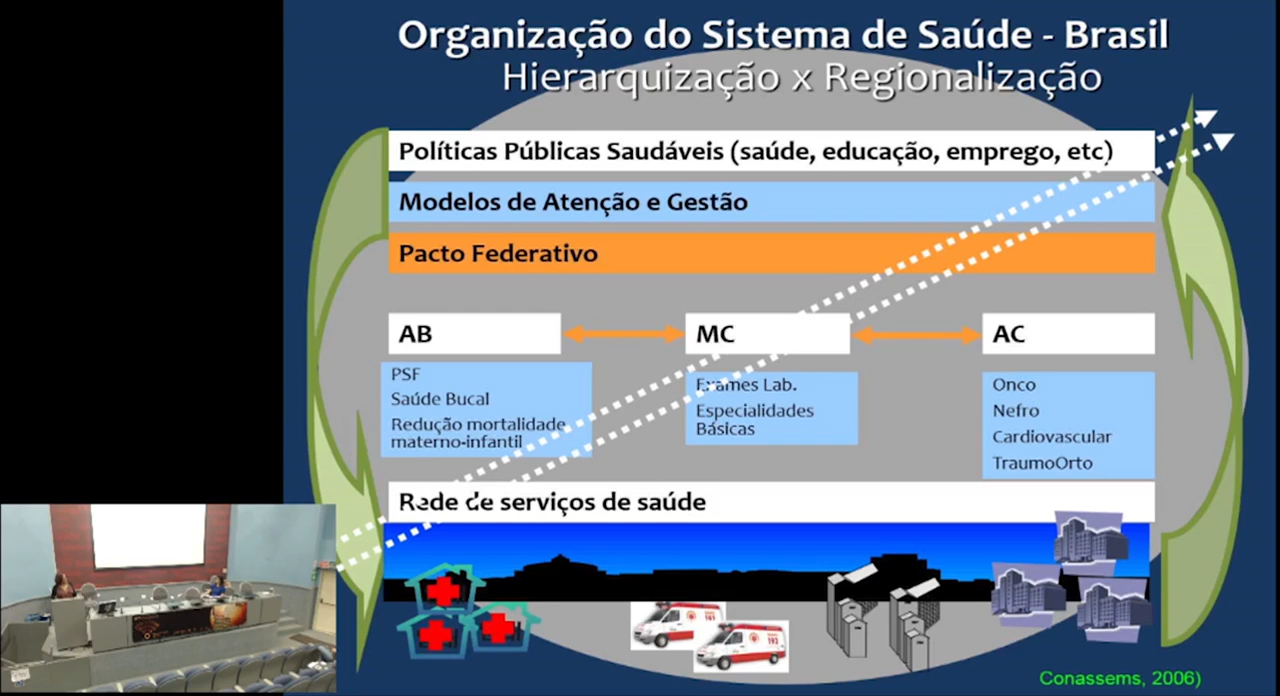 Organização do Sistema de Saúde - Brasil
Hierarquização x Regionalização
Políticas Públicas Saudáveis (saúde, educação, emprego, etc)
Modelos de Atenção e Gestão
Pacto Federativo
AB
MC
AC
PSF
Saúde Bucal
Redução mortalidade
materno-infantil
Exames Lab.
Especialidades
Básicas
Onco
Nefro
Cardiovascular
TraumoOrto
Rede de serviços de saúde
192
Conassems, 2006)